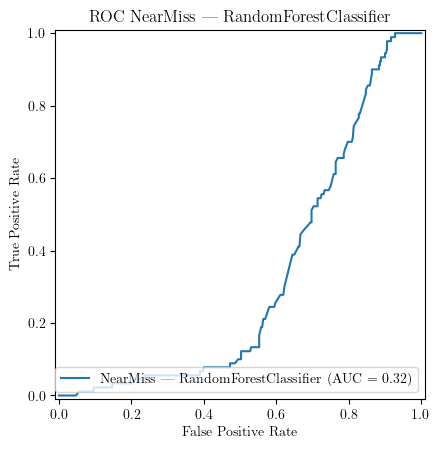 ROC NearMiss — RandomForestClassifier
1.0
0.8
0.6
0.4
0.2
0.0
True Positive Rate
NearMiss — RandomForestClassifier (AUC = 0.32)
0.0 0.2 0.4 0.6 0.8 1.0
False Positive Rate